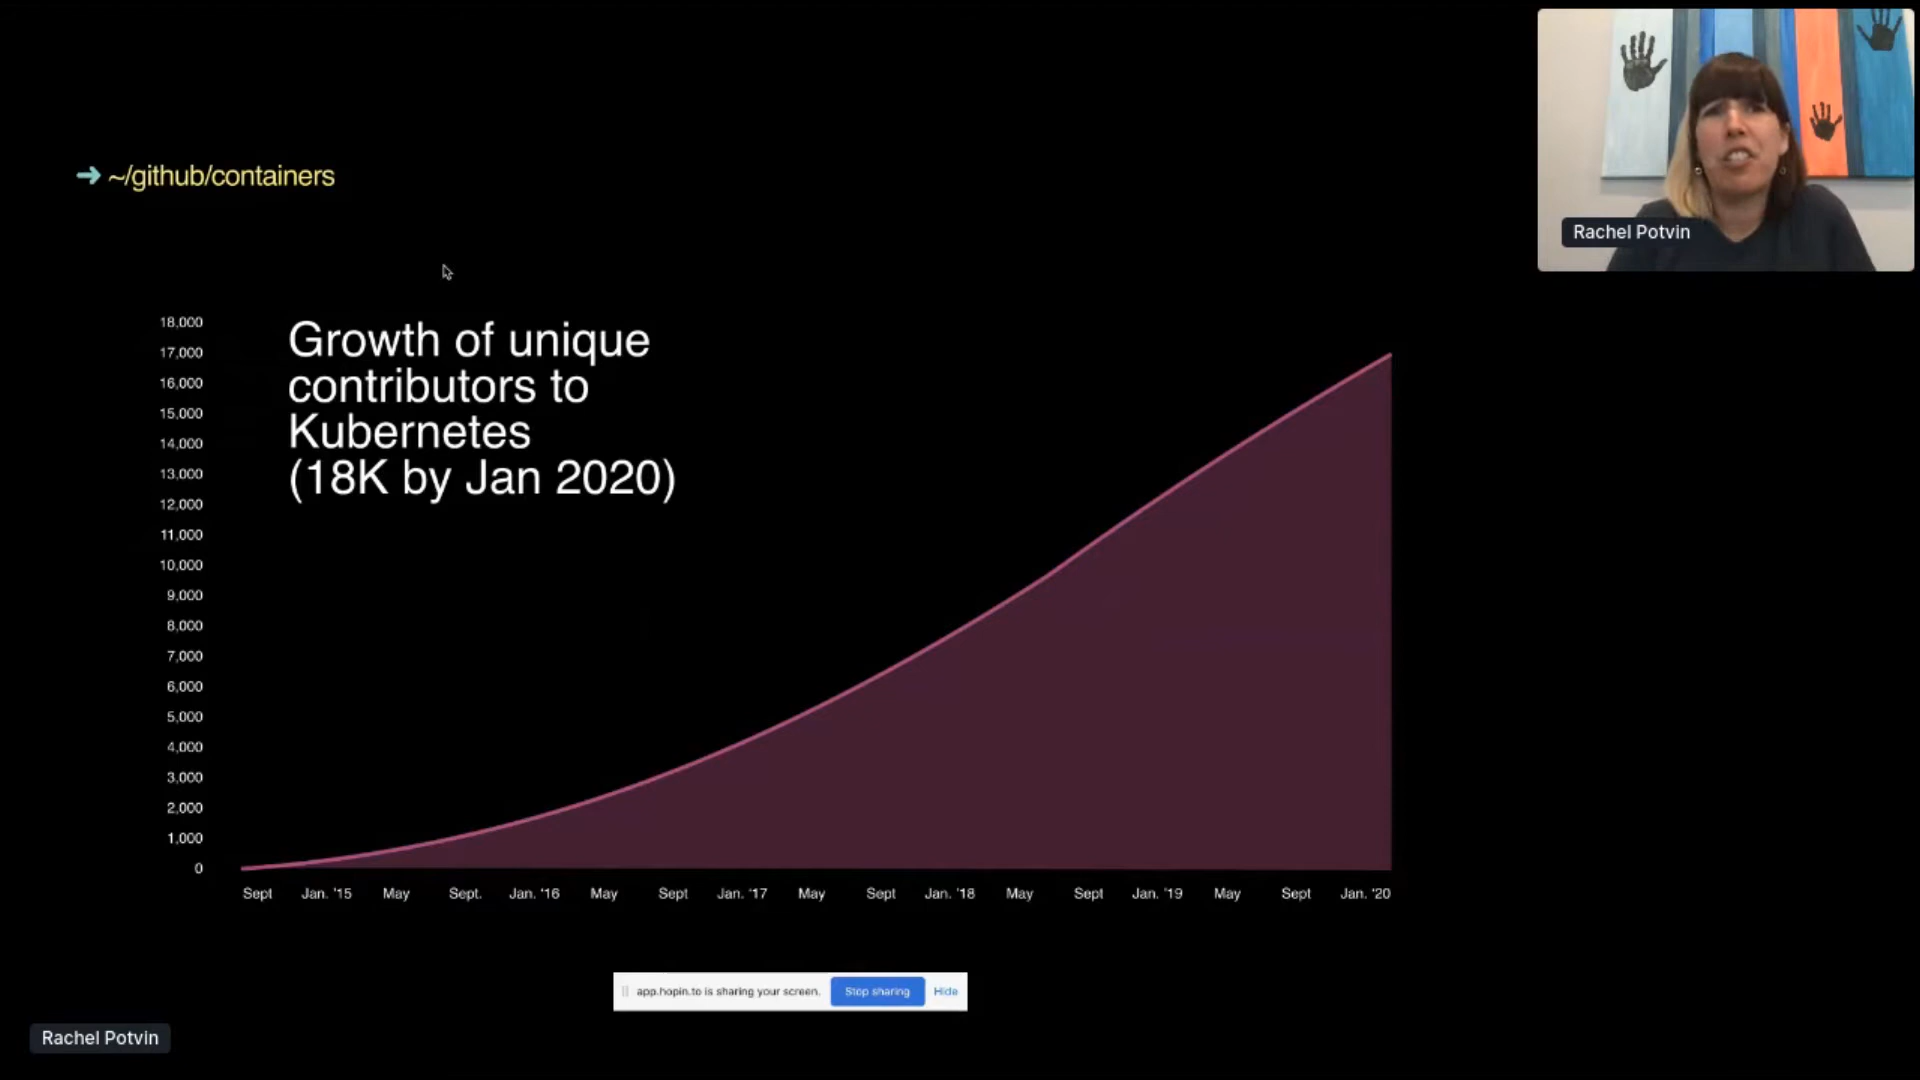 ➜ ~/github/containers
Rachel Potvin
Growth of unique
contributors to
Kubernetes
(18K by Jan 2020)
18,000
17,000
16,000
15,000
14,000
13,000
12,000
11,000
10,000
9,000
8,000
7,000
6,000
5,000
4,000
3,000
2,000
1,000
0
Sept Jan. '15 May Sept. Jan. '16 May Sept Jan. '17 May Sept Jan. '18 May Sept Jan. '19 May Sept Jan. '20
app.hopin.to is sharing your screen. Stop sharing Hide
Rachel Potvin